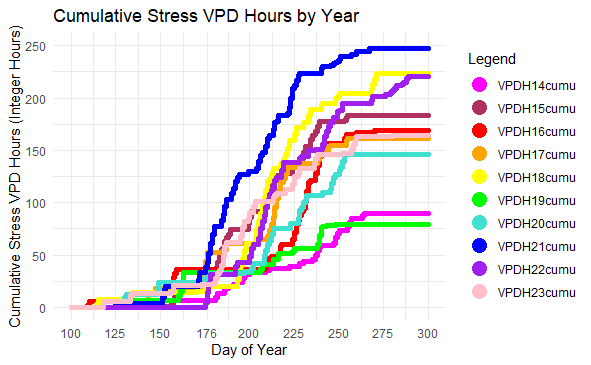 Cumulative Stress VPD Hours by Year
Cumulative Stress VPD Hours (Integer Hours)
250
200
150
100
50
0
100
125
150
175
200
225
250
275
300
Day of Year
Legend
VPDH14cumu
VPDH15cumu
VPDH16cumu
VPDH17cumu
VPDH18cumu
VPDH19cumu
VPDH20cumu
VPDH21cumu
VPDH22cumu
VPDH23cumu